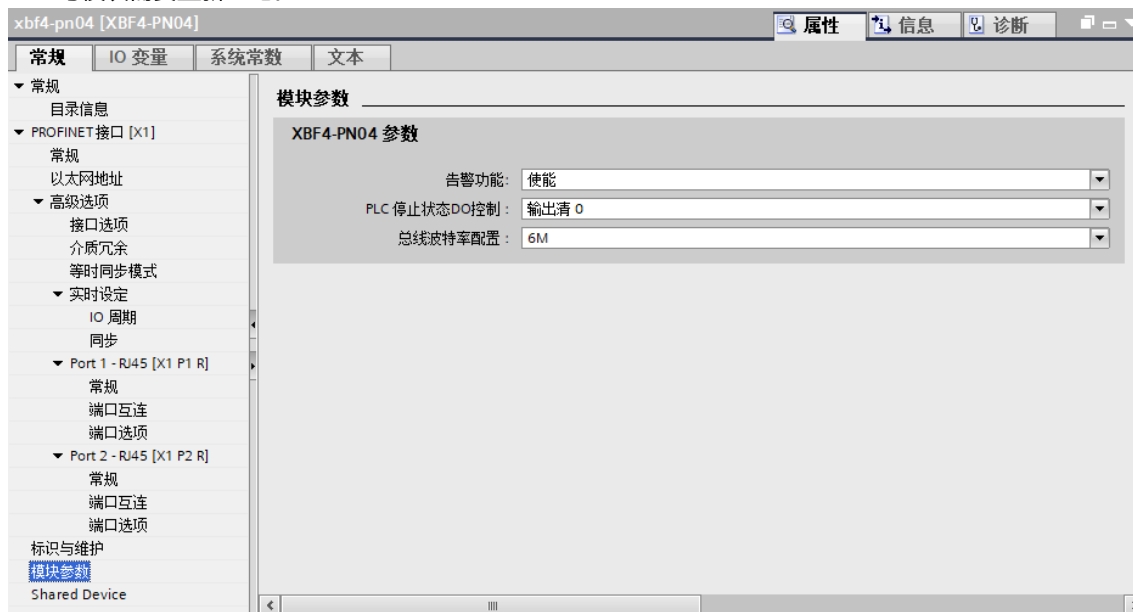 xbf4-pn04 [XBF4-PN04]
属性
信息
诊断
常规
IO 变量
系统常数
文本
常规
目录信息
PROFINET接口 [X1]
常规
以太网地址
高级选项
接口选项
介质冗余
等时同步模式
实时设定
IO 周期
同步
Port 1 - RJ45 [X1 P1 R]
常规
端口互连
端口选项
Port 2 - RJ45 [X1 P2 R]
常规
端口互连
端口选项
标识与维护
模块参数
Shared Device
模块参数
XBF4-PN04 参数
告警功能: 使能
PLC 停止状态DO控制: 输出清 0
总线波特率配置: 6M